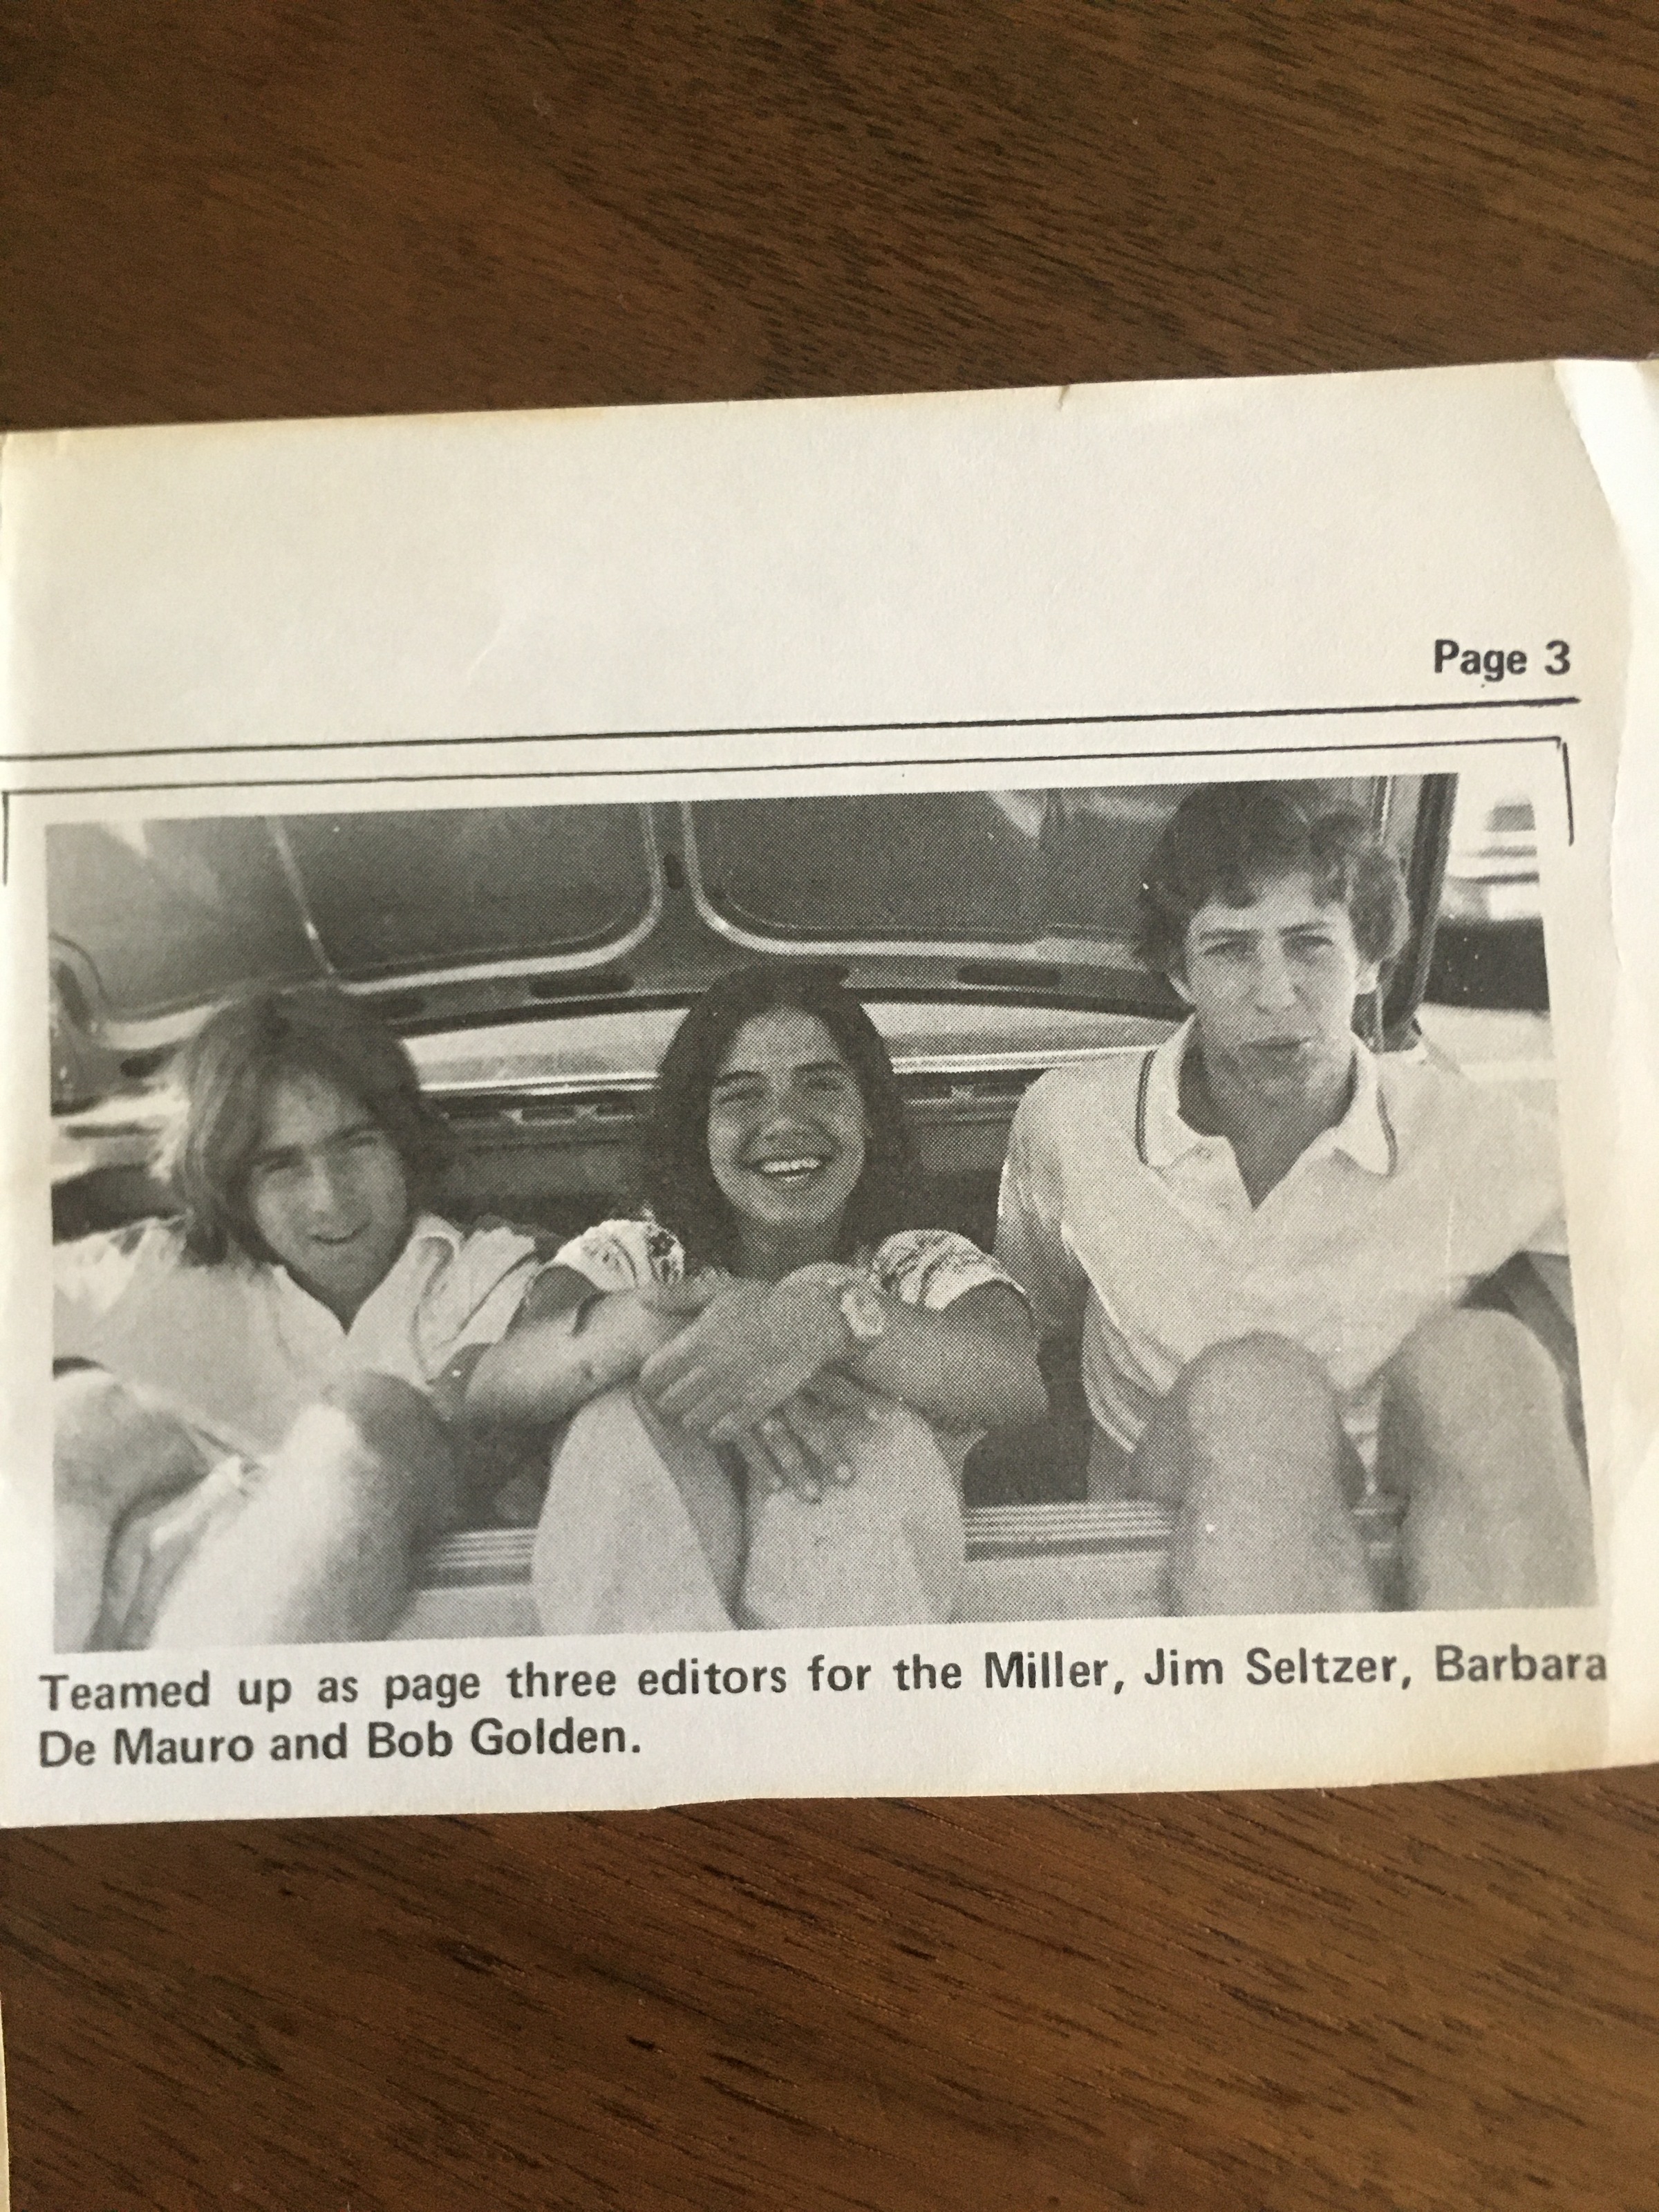 Page 3
Teamed up as page three editors for the Miller, Jim Seltzer, Barbara
De Mauro and Bob Golden.